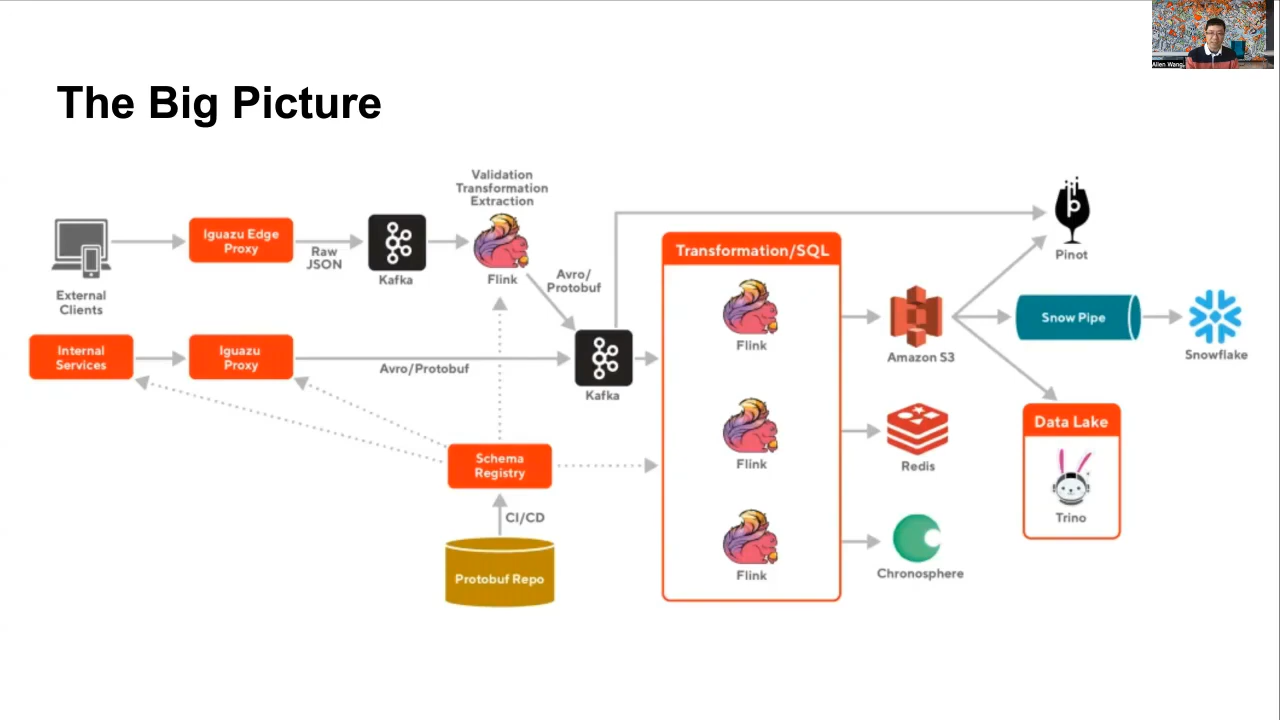 Allen Wang
The Big Picture
Validation
Transformation
Extraction
External
Clients
Iguazu Edge
Proxy
Raw
JSON
Kafka
Flink
Avro/
Protobuf
Internal
Services
Iguazu
Proxy
Avro/Protobuf
Kafka
Schema
Registry
CI/CD
Protobuf Repo
Transformation/SQL
Flink
Flink
Flink
Amazon S3
Redis
Chronosphere
Pinot
Snow Pipe
Snowflake
Data Lake
Trino